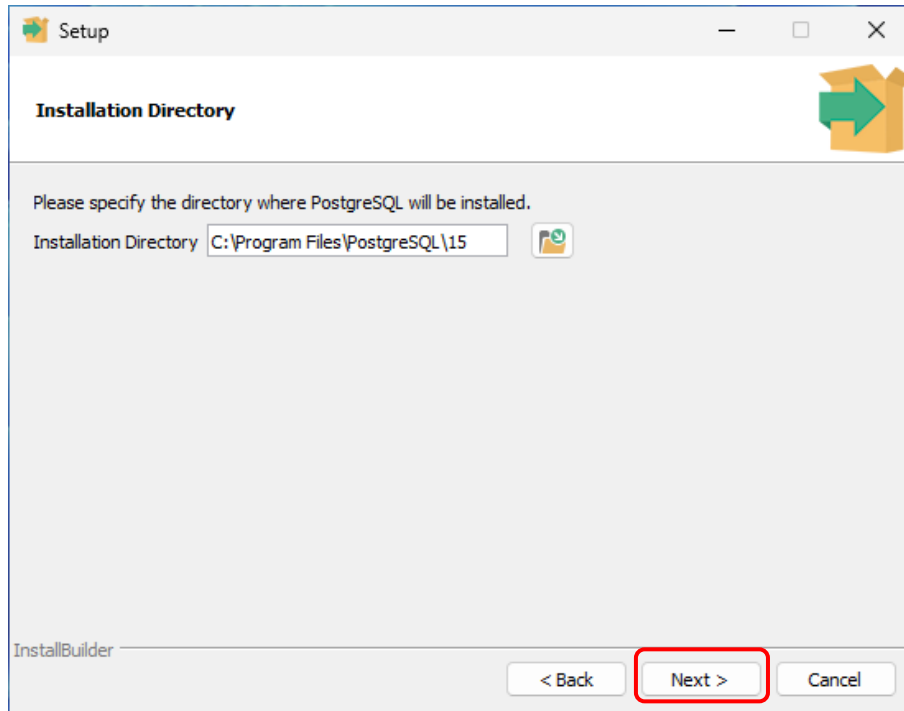 Setup
Installation Directory
Please specify the directory where PostgreSQL will be installed.
Installation Directory C:\Program Files\PostgreSQL\15
InstallBuilder
< Back Next > Cancel